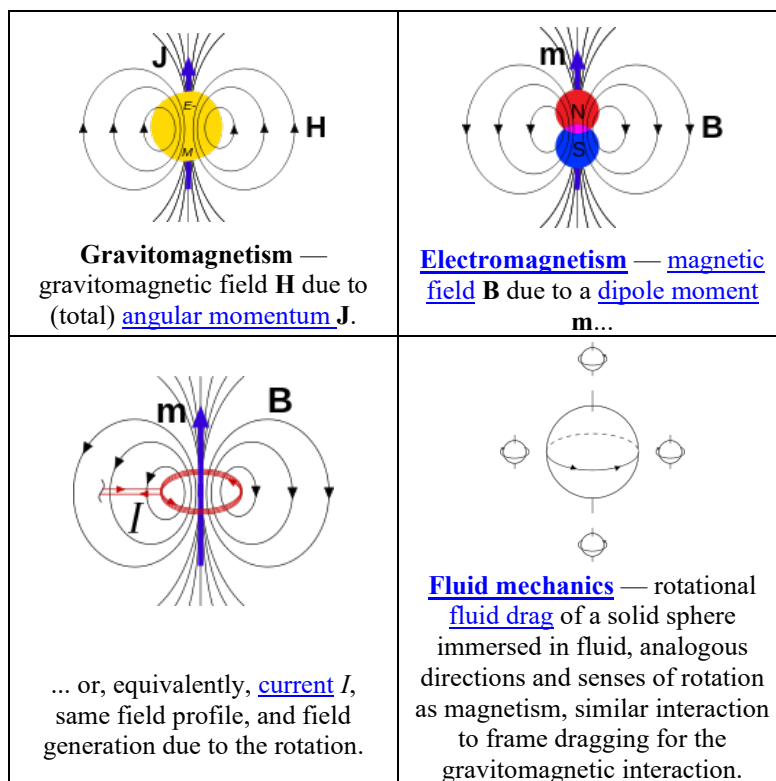 J
E-
M
H
Gravitomagnetism —
gravitomagnetic field H due to
(total) angular momentum J.
m
N
S
B
Electromagnetism — magnetic
field B due to a dipole moment
m...
m
B
I
... or, equivalently, current I,
same field profile, and field
generation due to the rotation.
Fluid mechanics — rotational
fluid drag of a solid sphere
immersed in fluid, analogous
directions and senses of rotation
as magnetism, similar interaction
to frame dragging for the
gravitomagnetic interaction.